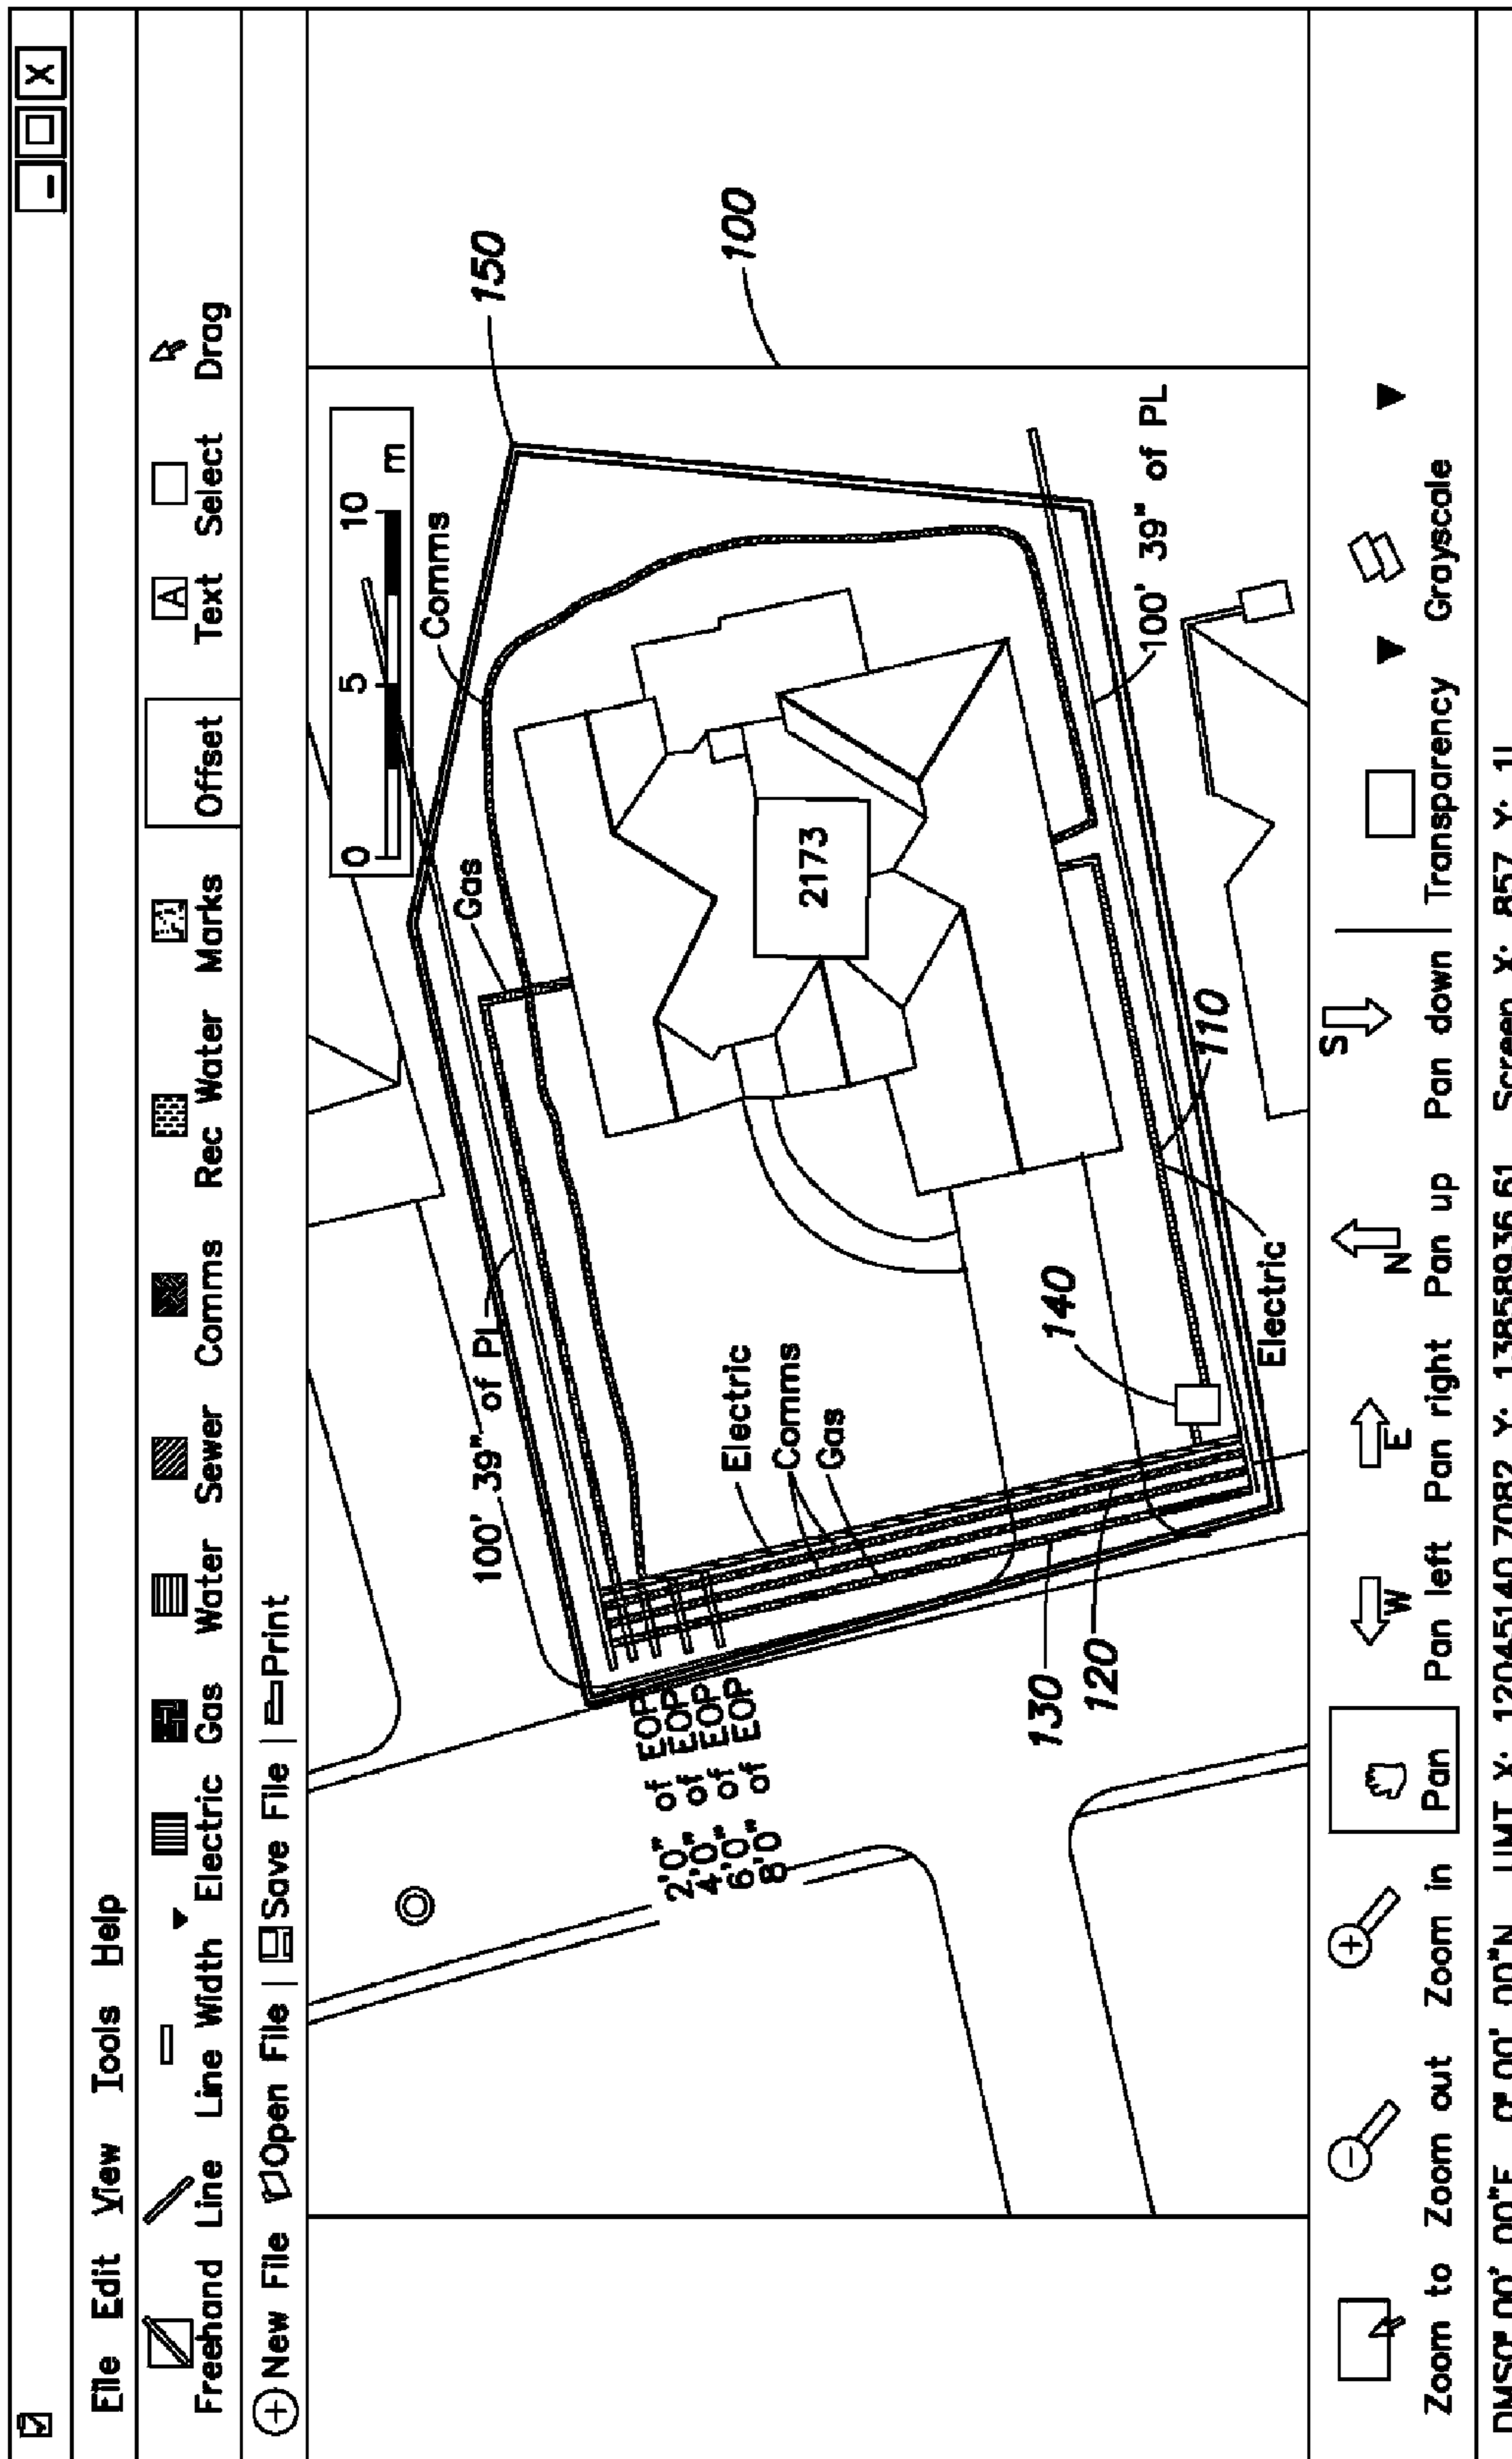 X
File Edit View Tools Help
Freehand Line Line Width Electric Gas Water Sewer Comms Rec Water Marks Offset Text Select Drag
A
New File Open File | Save File | Print
0 5 10 m
Comms
150
Gas
100' 39" of PL
100
2'0" of EOP
4'0" of EOP
6'0" of EOP
8'0" of EOP
Electric
Comms
Gas
2173
130
120
140
Electric
110
100' 39" of PL
W E N S
Zoom to Zoom out Zoom in Pan Pan left Pan right Pan up Pan down Transparency Grayscale